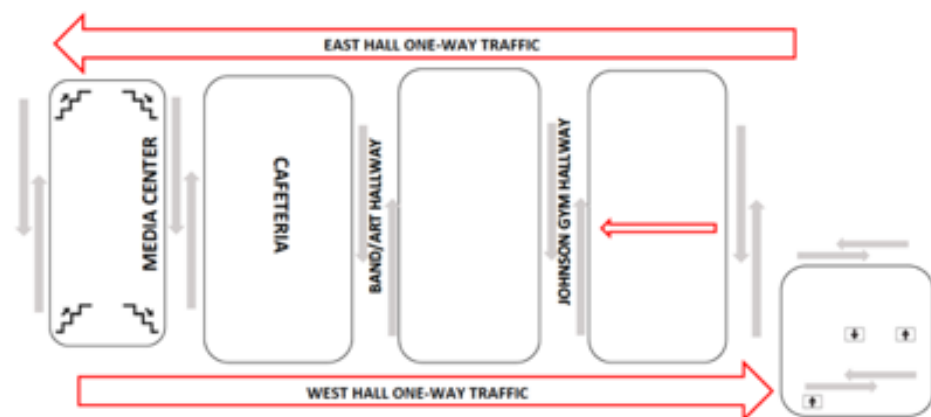 EAST HALL ONE-WAY TRAFFIC
MEDIA CENTER
CAFETERIA
BAND/ART HALLWAY
JOHNSON GYM HALLWAY
WEST HALL ONE-WAY TRAFFIC